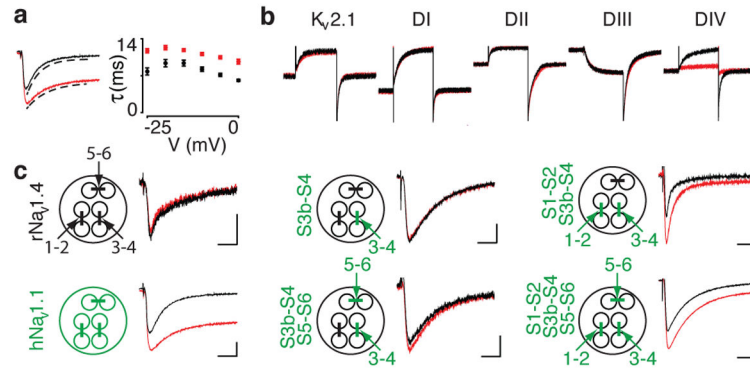 a
14
τ(ms)
0
-25
0
V (mV)
b
Kv2.1
DI
DII
DIII
DIV
c
5-6
rNav1.4
1-2
3-4
S3b-S4
3-4
S1-S2
S3b-S4
1-2
3-4
hNav1.1
5-6
S3b-S4
S5-S6
3-4
5-6
S1-S2
S3b-S4
S5-S6
1-2
3-4